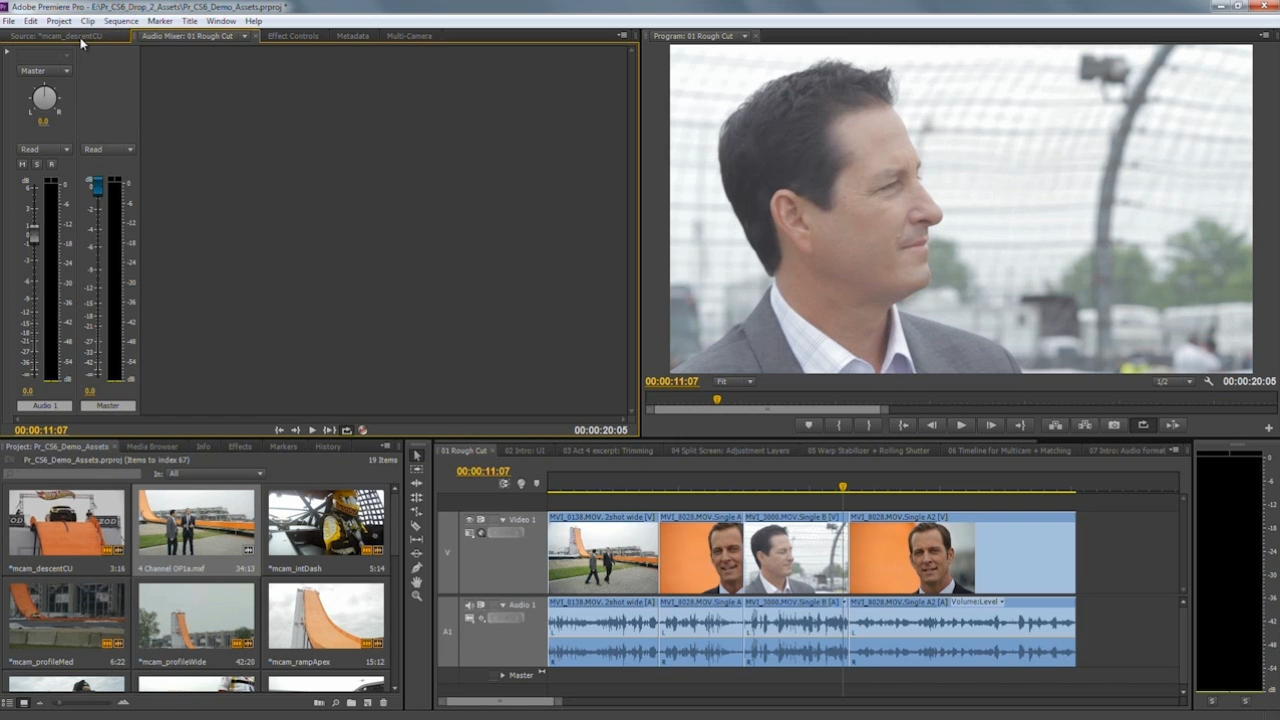 Adobe Premiere Pro - E:\Pr_CS6_Drop_2_Assets\Pr_CS6_Demo_Assets.prproj *
File Edit Project Clip Sequence Marker Title Window Help
Source: *mcam_descentCU Audio Mixer: 01 Rough Cut Effect Controls Metadata Multi-Camera
Program: 01 Rough Cut
Master
L R
0.0
Read Read
M S R
dB
0.0 0.0
Audio 1 Master
00:00:11:07 00:00:20:05
00:00:11:07 Fit 1/2 00:00:20:05
Project: Pr_CS6_Demo_Assets Media Browser Info Effects Markers History
Pr_CS6_Demo_Assets.prproj (Items to index 67) 19 Items
In: All
*mcam_descentCU 3:16
4 Channel OP1a.mxf 34:13
*mcam_intDash 5:14
*mcam_profileMed 6:22
*mcam_profileWide 42:20
*mcam_rampApex 15:12
01 Rough Cut 02 Intro: UI 03 Act 4 excerpt: Trimming 04 Split Screen: Adjustment Layers 05 Warp Stabilizer + Rolling Shutter 06 Timeline for Multicam + Matching 07 Intro: Audio format
00:00:11:07
V Video 1
MVI_0138.MOV. 2shot wide [V] MVI_8028.MOV.Single A MVI_3000.MOV.Single B [V] MVI_8028.MOV.Single A2 [V]
A1 Audio 1
MVI_0138.MOV. 2shot wide [A] MVI_8028.MOV.Single A MVI_3000.MOV.Single B [A] MVI_8028.MOV.Single A2 [A] Volume:Level
L L L L
R R R R
Master
S S